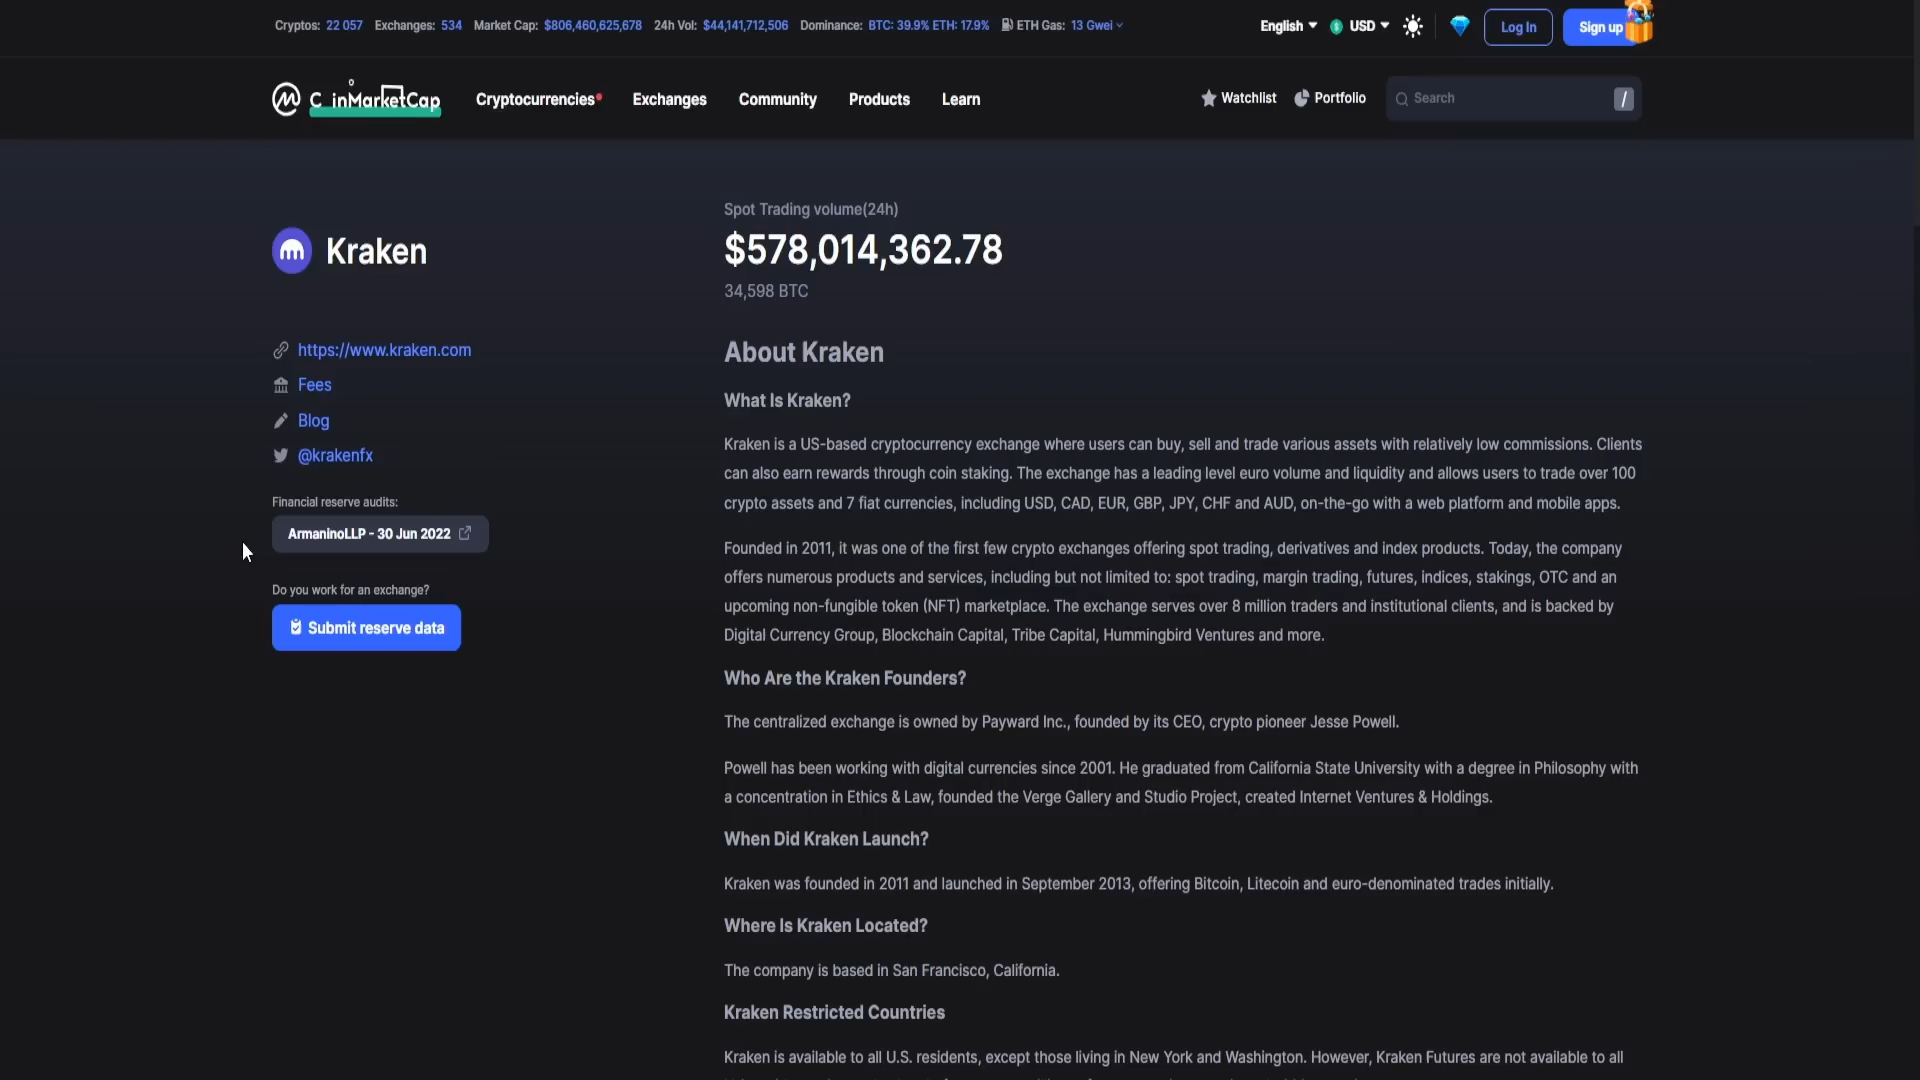 Cryptos: 22 057 Exchanges: 534 Market Cap: $806,460,625,678 24h Vol: $44,141,712,506 Dominance: BTC: 39.9% ETH: 17.9% ETH Gas: 13 Gwei
English USD Log In Sign up
C inMarketCap Cryptocurrencies Exchanges Community Products Learn Watchlist Portfolio Search /
Kraken
https://www.kraken.com
Fees
Blog
@krakenfx
Financial reserve audits:
ArmaninoLLP - 30 Jun 2022
Do you work for an exchange?
Submit reserve data
Spot Trading volume(24h)
$578,014,362.78
34,598 BTC
About Kraken
What Is Kraken?
Kraken is a US-based cryptocurrency exchange where users can buy, sell and trade various assets with relatively low commissions. Clients
can also earn rewards through coin staking. The exchange has a leading level euro volume and liquidity and allows users to trade over 100
crypto assets and 7 fiat currencies, including USD, CAD, EUR, GBP, JPY, CHF and AUD, on-the-go with a web platform and mobile apps.
Founded in 2011, it was one of the first few crypto exchanges offering spot trading, derivatives and index products. Today, the company
offers numerous products and services, including but not limited to: spot trading, margin trading, futures, indices, stakings, OTC and an
upcoming non-fungible token (NFT) marketplace. The exchange serves over 8 million traders and institutional clients, and is backed by
Digital Currency Group, Blockchain Capital, Tribe Capital, Hummingbird Ventures and more.
Who Are the Kraken Founders?
The centralized exchange is owned by Payward Inc., founded by its CEO, crypto pioneer Jesse Powell.
Powell has been working with digital currencies since 2001. He graduated from California State University with a degree in Philosophy with
a concentration in Ethics & Law, founded the Verge Gallery and Studio Project, created Internet Ventures & Holdings.
When Did Kraken Launch?
Kraken was founded in 2011 and launched in September 2013, offering Bitcoin, Litecoin and euro-denominated trades initially.
Where Is Kraken Located?
The company is based in San Francisco, California.
Kraken Restricted Countries
Kraken is available to all U.S. residents, except those living in New York and Washington. However, Kraken Futures are not available to all